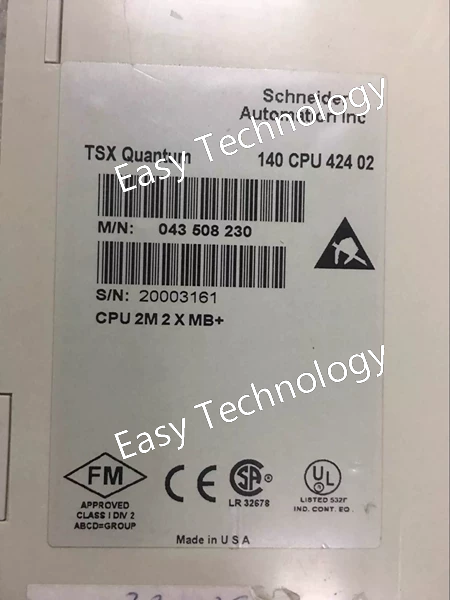 Schneider
Automation Inc
TSX Quantum
140 CPU 424 02
M/N: 043 508 230
S/N: 20003161
CPU 2M 2 X MB+
Easy Technology
Easy Technology
FM
APPROVED
CLASS I DIV 2
ABCD=GROUP
CE
SA
LR 32678
UL
LISTED
IND. CONT. EQ.
Made in U S A